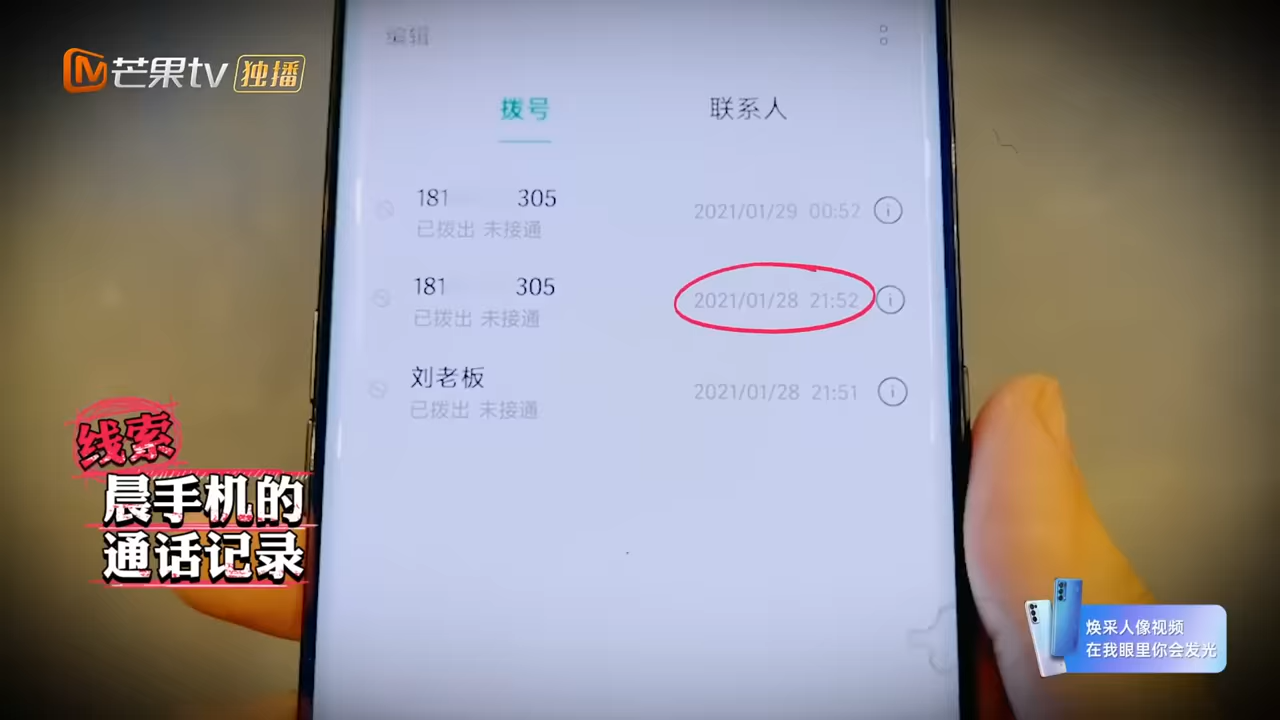 芒果tv 独播
编辑
拨号 联系人
181 305
2021/01/29 00:52
已拨出 未接通
181 305
2021/01/28 21:52
已拨出 未接通
刘老板
2021/01/28 21:51
已拨出 未接通
线索
晨手机的
通话记录
焕采人像视频
在我眼里你会发光